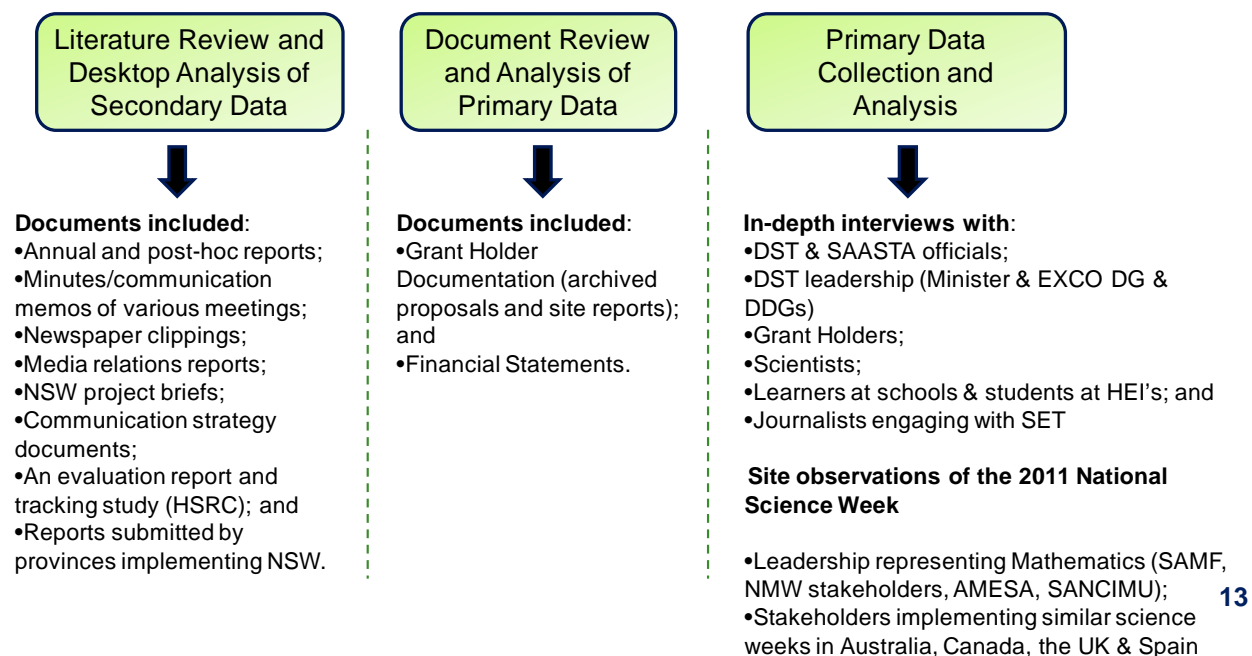 Literature Review and
Desktop Analysis of
Secondary Data
Documents included:
•Annual and post-hoc reports;
•Minutes/communication
memos of various meetings;
•Newspaper clippings;
•Media relations reports;
•NSW project briefs;
•Communication strategy
documents;
•An evaluation report and
tracking study (HSRC); and
•Reports submitted by
provinces implementing NSW.
Document Review
and Analysis of
Primary Data
Documents included:
•Grant Holder
Documentation (archived
proposals and site reports);
and
•Financial Statements.
Primary Data
Collection and
Analysis
In-depth interviews with:
•DST & SAASTA officials;
•DST leadership (Minister & EXCO DG &
DDGs)
•Grant Holders;
•Scientists;
•Learners at schools & students at HEI's; and
•Journalists engaging with SET
Site observations of the 2011 National
Science Week
•Leadership representing Mathematics (SAMF,
NMW stakeholders, AMESA, SANCIMU);
•Stakeholders implementing similar science
weeks in Australia, Canada, the UK & Spain
13